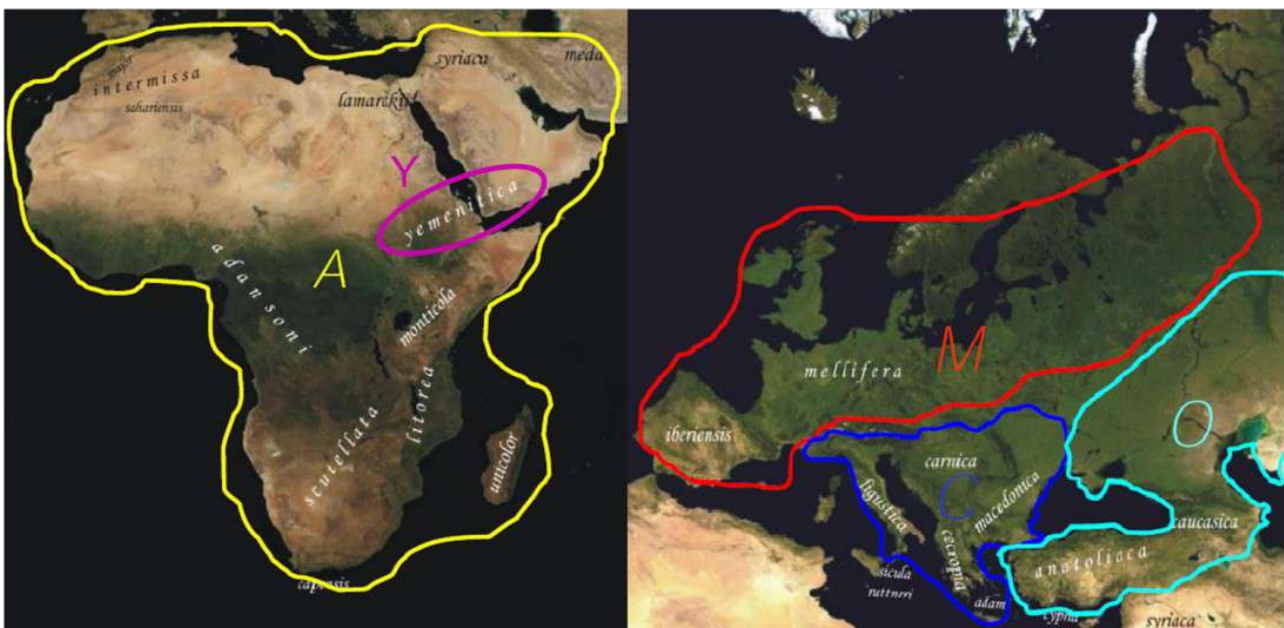 major
intermissa
sahariensis
lamarckii
syriaca
meda
Y
yemenitica
A
adansoni
monticola
litorea
scutellata
unicolor
capensis
M
mellifera
iberiensis
O
carnica
C
ligustica
macedonica
cecropia
caucasica
anatoliaca
sicula
ruttneri
adam
cypria
syriaca